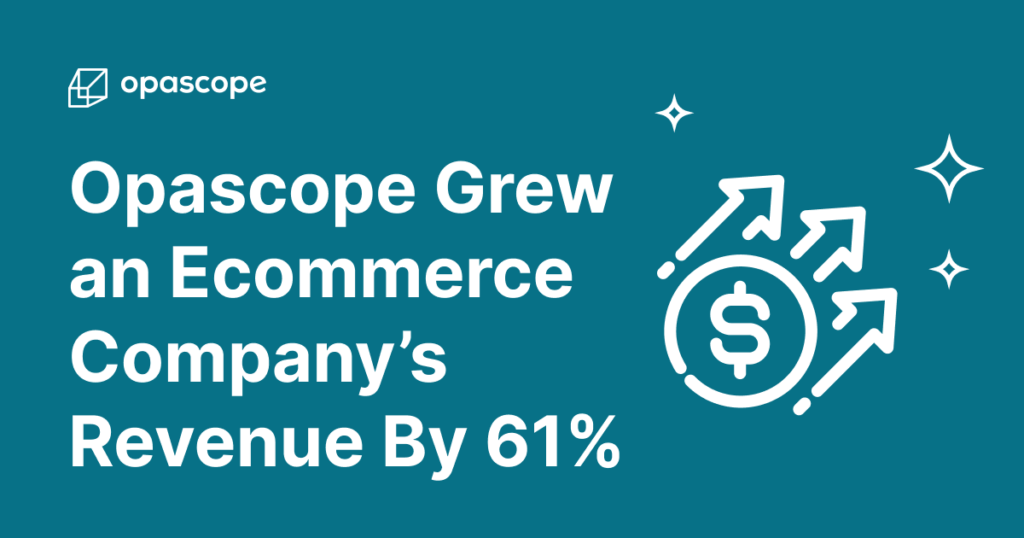 opascope
Opascope Grew
an Ecommerce
Company’s
Revenue By 61%
$